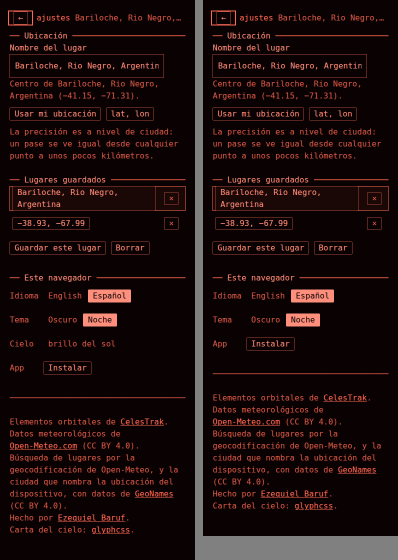 ← ajustes Bariloche, Rio Negro,…
Ubicación
Nombre del lugar
Bariloche, Rio Negro, Argentin
Centro de Bariloche, Rio Negro,
Argentina (−41.15, −71.31).
Usar mi ubicación lat, lon
La precisión es a nivel de ciudad:
un pase se ve igual desde cualquier
punto a unos pocos kilómetros.
Lugares guardados
Bariloche, Rio Negro,
Argentina ×
−38.93, −67.99 ×
Guardar este lugar Borrar
Este navegador
Idioma English Español
Tema Oscuro Noche
Cielo brillo del sol
App Instalar
Elementos orbitales de CelesTrak.
Datos meteorológicos de
Open-Meteo.com (CC BY 4.0).
Búsqueda de lugares por la
geocodificación de Open-Meteo, y la
ciudad que nombra la ubicación del
dispositivo, con datos de GeoNames
(CC BY 4.0).
Hecho por Ezequiel Baruf.
Carta del cielo: glyphcss.
← ajustes Bariloche, Rio Negro,…
Ubicación
Nombre del lugar
Bariloche, Rio Negro, Argentin
Centro de Bariloche, Rio Negro,
Argentina (−41.15, −71.31).
Usar mi ubicación lat, lon
La precisión es a nivel de ciudad:
un pase se ve igual desde cualquier
punto a unos pocos kilómetros.
Lugares guardados
Bariloche, Rio Negro,
Argentina ×
−38.93, −67.99 ×
Guardar este lugar Borrar
Este navegador
Idioma English Español
Tema Oscuro Noche
App Instalar
Elementos orbitales de CelesTrak.
Datos meteorológicos de
Open-Meteo.com (CC BY 4.0).
Búsqueda de lugares por la
geocodificación de Open-Meteo, y la
ciudad que nombra la ubicación del
dispositivo, con datos de GeoNames
(CC BY 4.0).
Hecho por Ezequiel Baruf.
Carta del cielo: glyphcss.